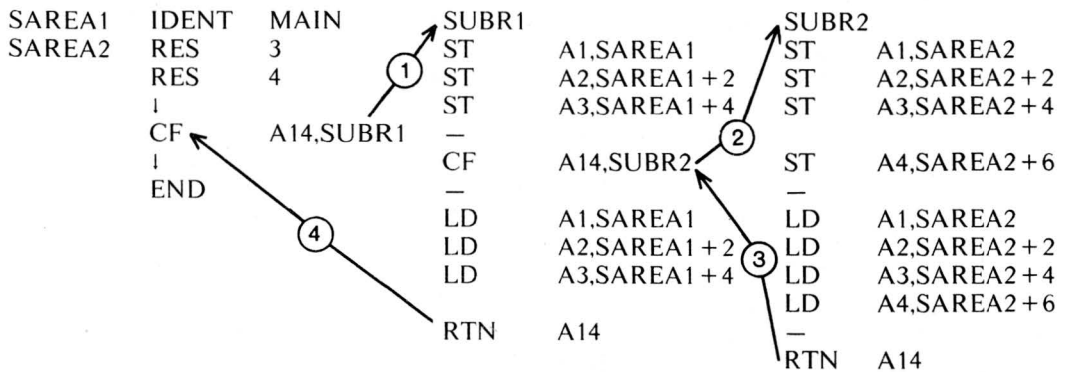 SAREA1 IDENT MAIN SUBR1 SUBR2
SAREA2 RES 3 ST A1,SAREA1 ST A1,SAREA2
RES 4 1 ST A2,SAREA1+2 ST A2,SAREA2+2
↓ ST A3,SAREA1+4 ST A3,SAREA2+4
CF A14,SUBR1 — 2
↓ CF A14,SUBR2 ST A4,SAREA2+6
END — —
LD A1,SAREA1 LD A1,SAREA2
4 LD A2,SAREA1+2 3 LD A2,SAREA2+2
LD A3,SAREA1+4 LD A3,SAREA2+4
LD A4,SAREA2+6
RTN A14 —
RTN A14